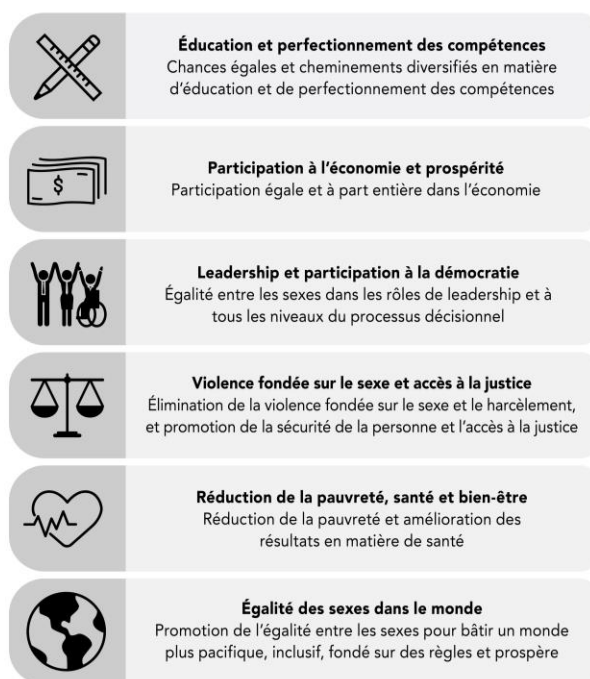 Éducation et perfectionnement des compétences
Chances égales et cheminements diversifiés en matière
d'éducation et de perfectionnement des compétences
$
Participation à l'économie et prospérité
Participation égale et à part entière dans l'économie
Leadership et participation à la démocratie
Égalité entre les sexes dans les rôles de leadership et à
tous les niveaux du processus décisionnel
Violence fondée sur le sexe et accès à la justice
Élimination de la violence fondée sur le sexe et le harcèlement,
et promotion de la sécurité de la personne et l'accès à la justice
Réduction de la pauvreté, santé et bien-être
Réduction de la pauvreté et amélioration des
résultats en matière de santé
Égalité des sexes dans le monde
Promotion de l'égalité entre les sexes pour bâtir un monde
plus pacifique, inclusif, fondé sur des règles et prospère